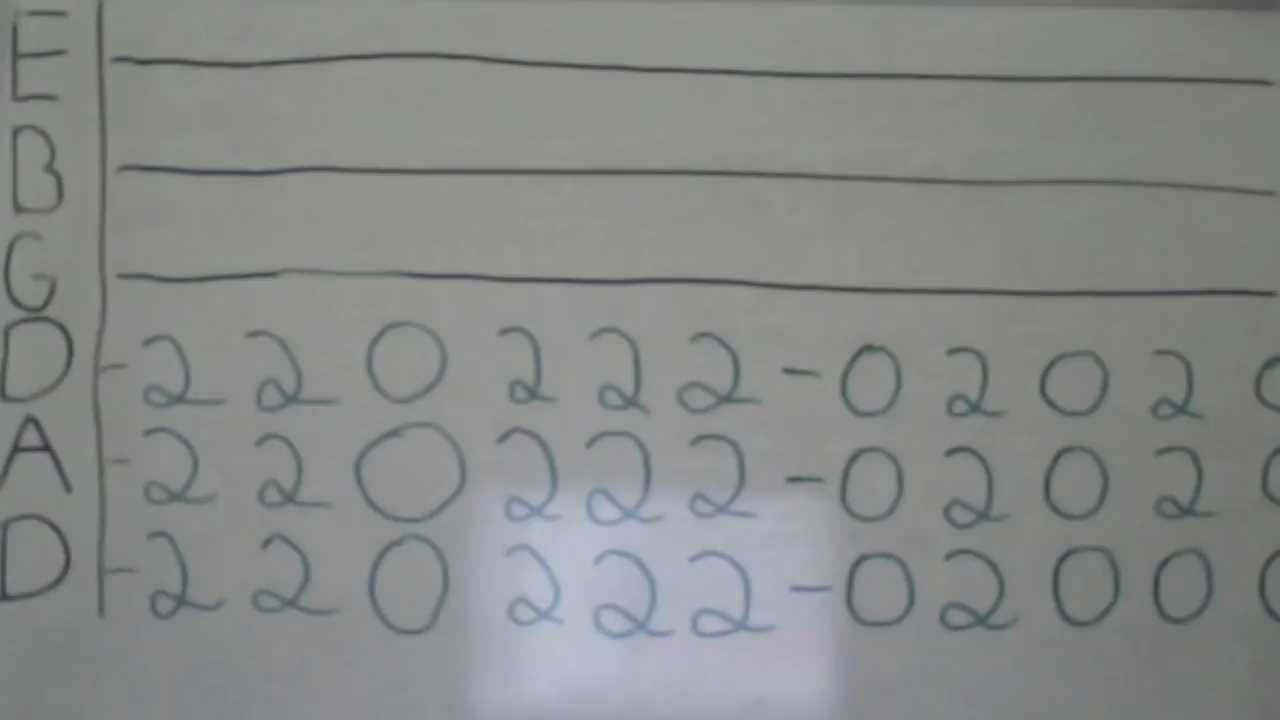 E
B
G
D -2 2 0 2 2 2 - 0 2 0 2
A -2 2 0 2 2 2 - 0 2 0 2
D -2 2 0 2 2 2 - 0 2 0 0